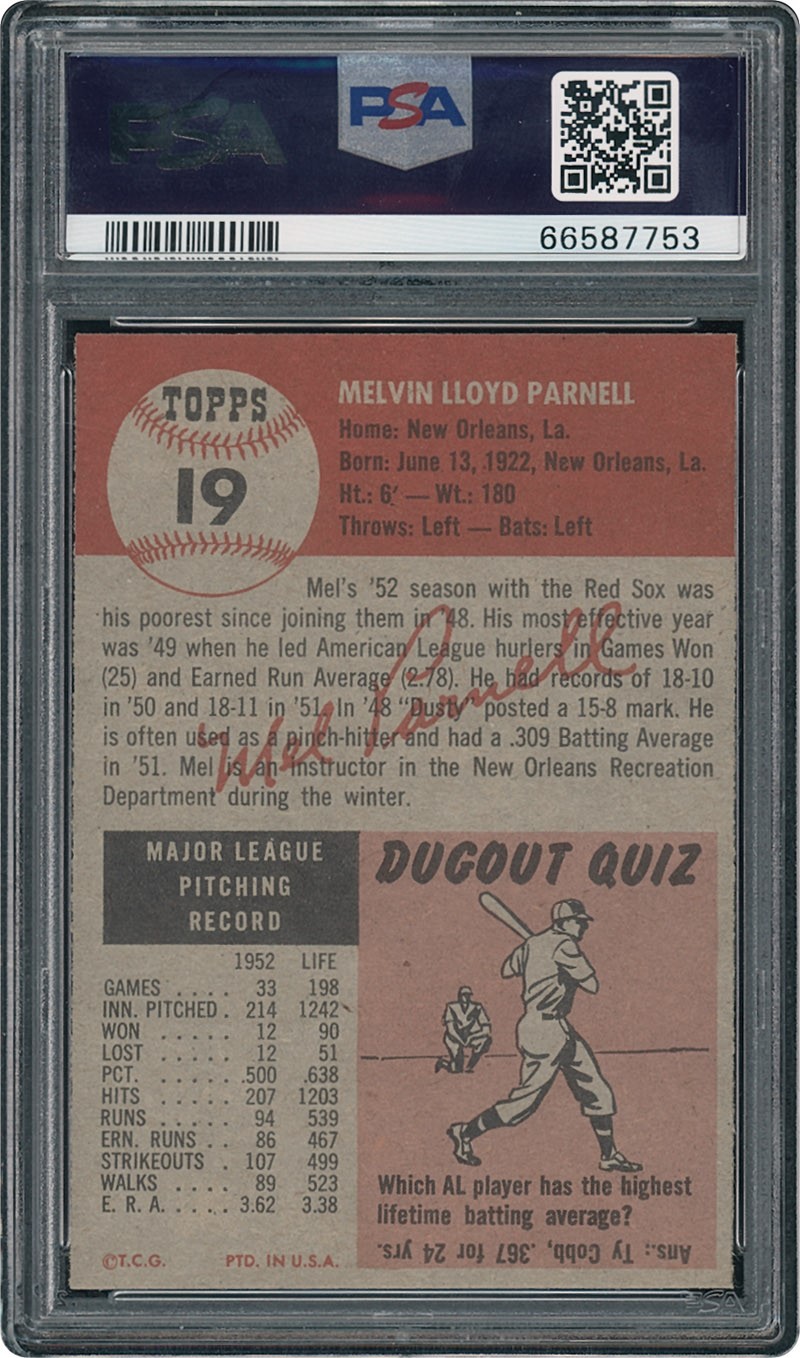 PSA
PSA
66587753
TOPPS
19
MELVIN LLOYD PARNELL
Home: New Orleans, La.
Born: June 13, 1922, New Orleans, La.
Ht.: 6' — Wt.: 180
Throws: Left — Bats: Left
Mel's '52 season with the Red Sox was
his poorest since joining them in '48. His most effective year
was '49 when he led American League hurlers in Games Won
(25) and Earned Run Average (2.78). He had records of 18-10
in '50 and 18-11 in '51. In '48 "Dusty" posted a 15-8 mark. He
is often used as a pinch-hitter and had a .309 Batting Average
in '51. Mel is an instructor in the New Orleans Recreation
Department during the winter.
Mel Parnell
MAJOR LEAGUE
PITCHING
RECORD
1952 LIFE
GAMES . . . . 33 198
INN. PITCHED . 214 1242
WON . . . . . 12 90
LOST . . . . . 12 51
PCT. . . . . . .500 .638
HITS . . . . . 207 1203
RUNS . . . . . 94 539
ERN. RUNS . . 86 467
STRIKEOUTS . 107 499
WALKS . . . . 89 523
E. R. A. . . . . 3.62 3.38
©T.C.G. PTD. IN U.S.A.
DUGOUT QUIZ
Which AL player has the highest
lifetime batting average?
Ans.: Ty Cobb, .367 for 24 yrs.
PSA